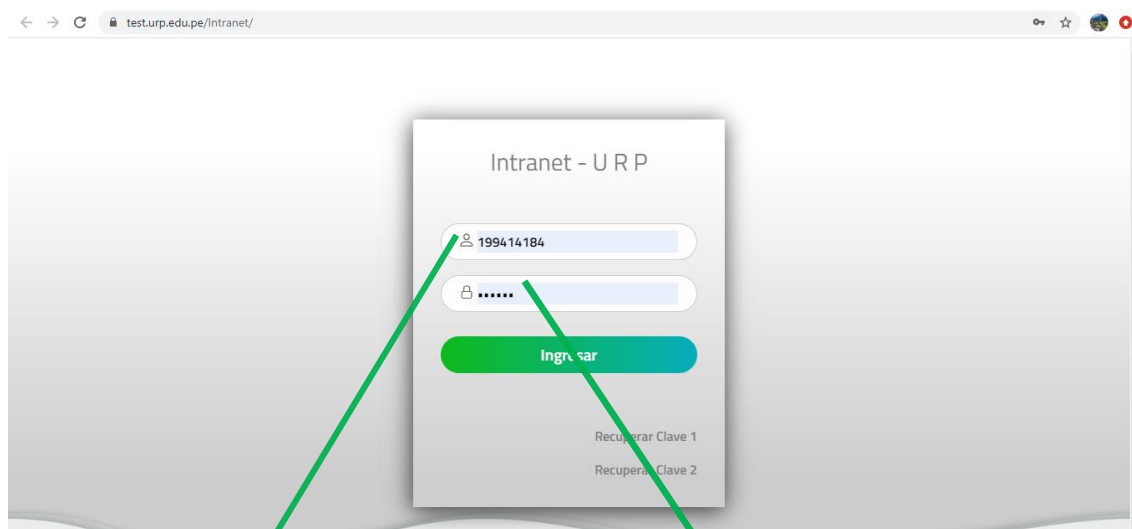 test.urp.edu.pe/Intranet/
Intranet - U R P
199414184
••••••
Ingresar
Recuperar Clave 1
Recuperar Clave 2